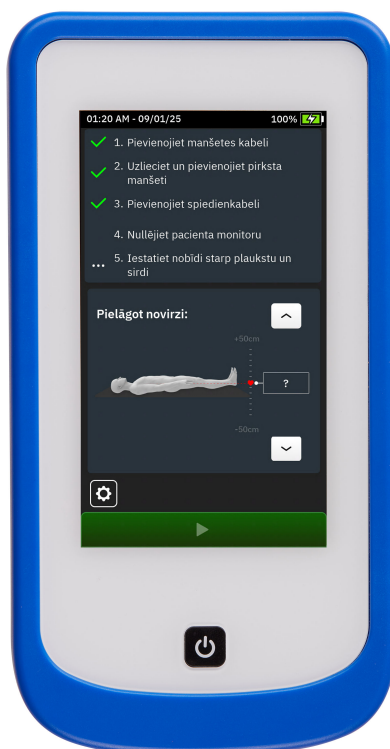 01:20 AM - 09/01/25 100%
1. Pievienojiet manšetes kabeli
2. Uzlieciet un pievienojiet pirksta
manšeti
3. Pievienojiet spiedienkabeli
4. Nullējiet pacienta monitoru
5. Iestatiet nobīdi starp plaukstu un
sirdi
Pielāgot novirzi:
+50cm
?
-50cm